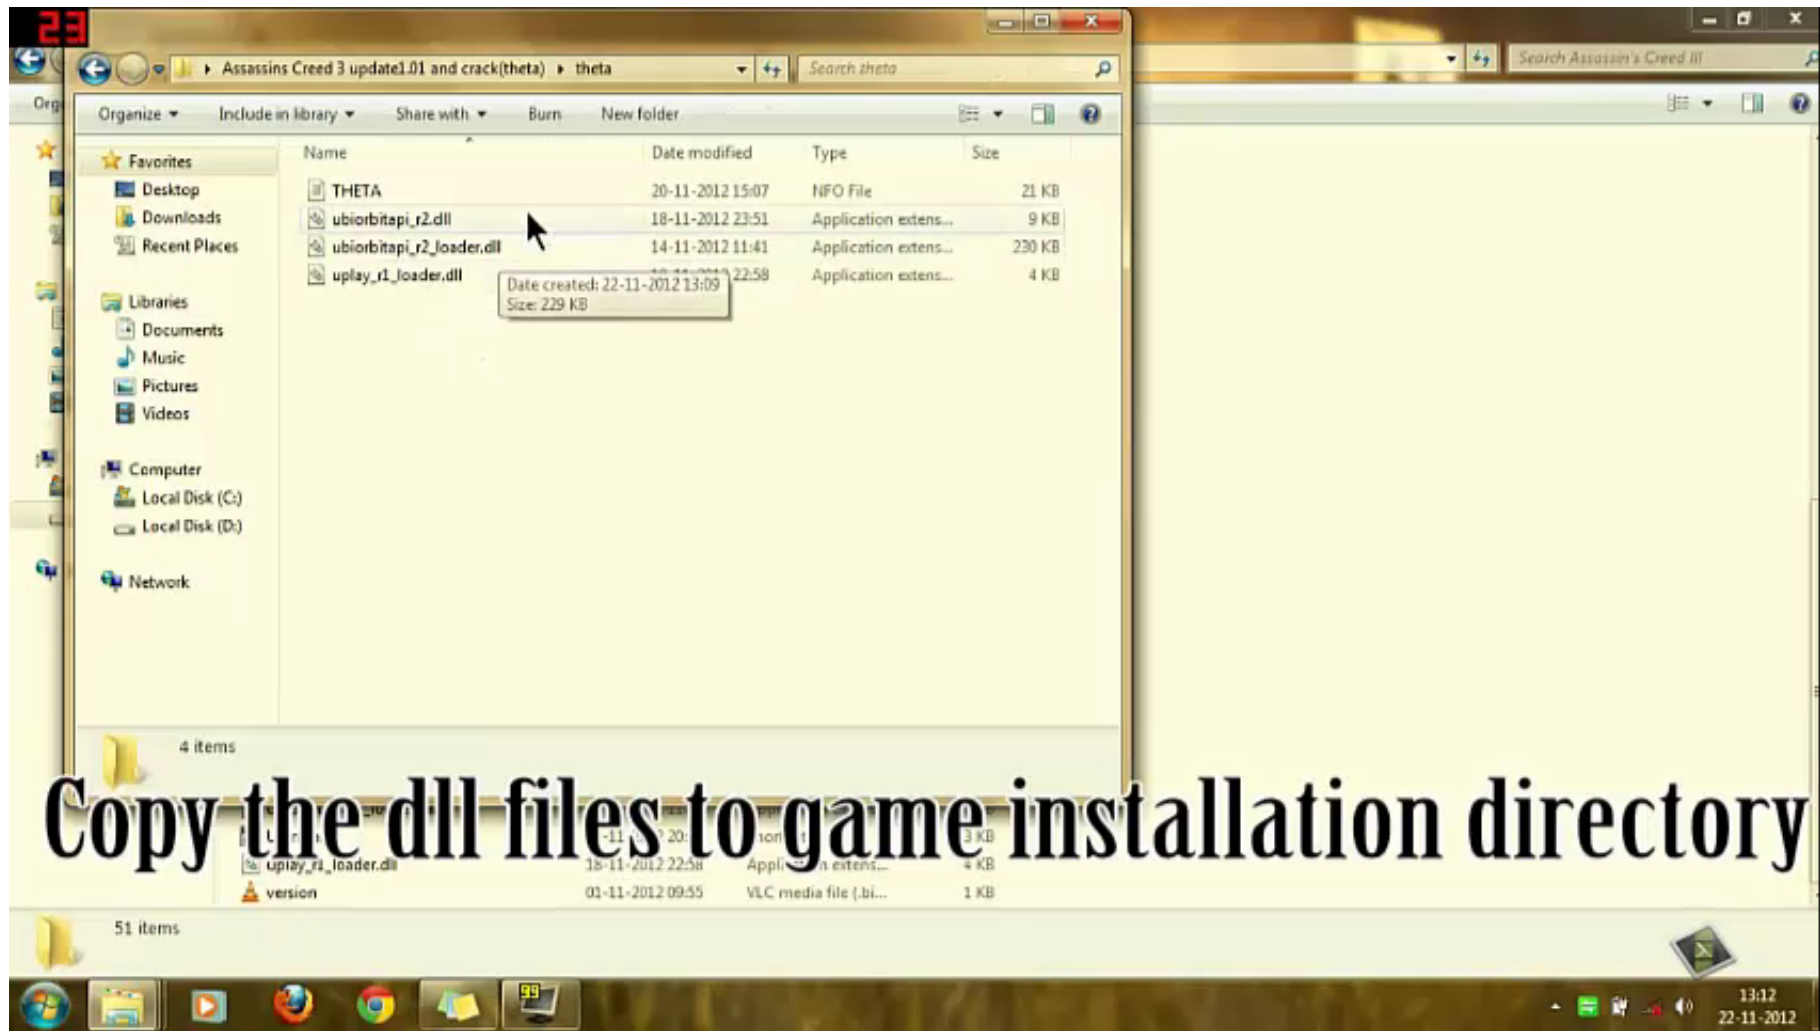 23
Assassins Creed 3 update1.01 and crack(theta) theta
Search theta
Search Assassin's Creed III
Organize Include in library Share with Burn New folder
Name Date modified Type Size
Favorites
Desktop
Downloads
Recent Places
Libraries
Documents
Music
Pictures
Videos
Computer
Local Disk (C:)
Local Disk (D:)
Network
THETA 20-11-2012 15:07 NFO File 21 KB
ubiorbitapi_r2.dll 18-11-2012 23:51 Application extens... 9 KB
ubiorbitapi_r2_loader.dll 14-11-2012 11:41 Application extens... 230 KB
uplay_r1_loader.dll 22:58 Application extens... 4 KB
Date created: 22-11-2012 13:09
Size: 229 KB
4 items
Copy the dll files to game installation directory
3 KB
uplay_r1_loader.dll 18-11-2012 22:58 4 KB
version 01-11-2012 09:55 VLC media file (.bi... 1 KB
51 items
99
13:12
22-11-2012